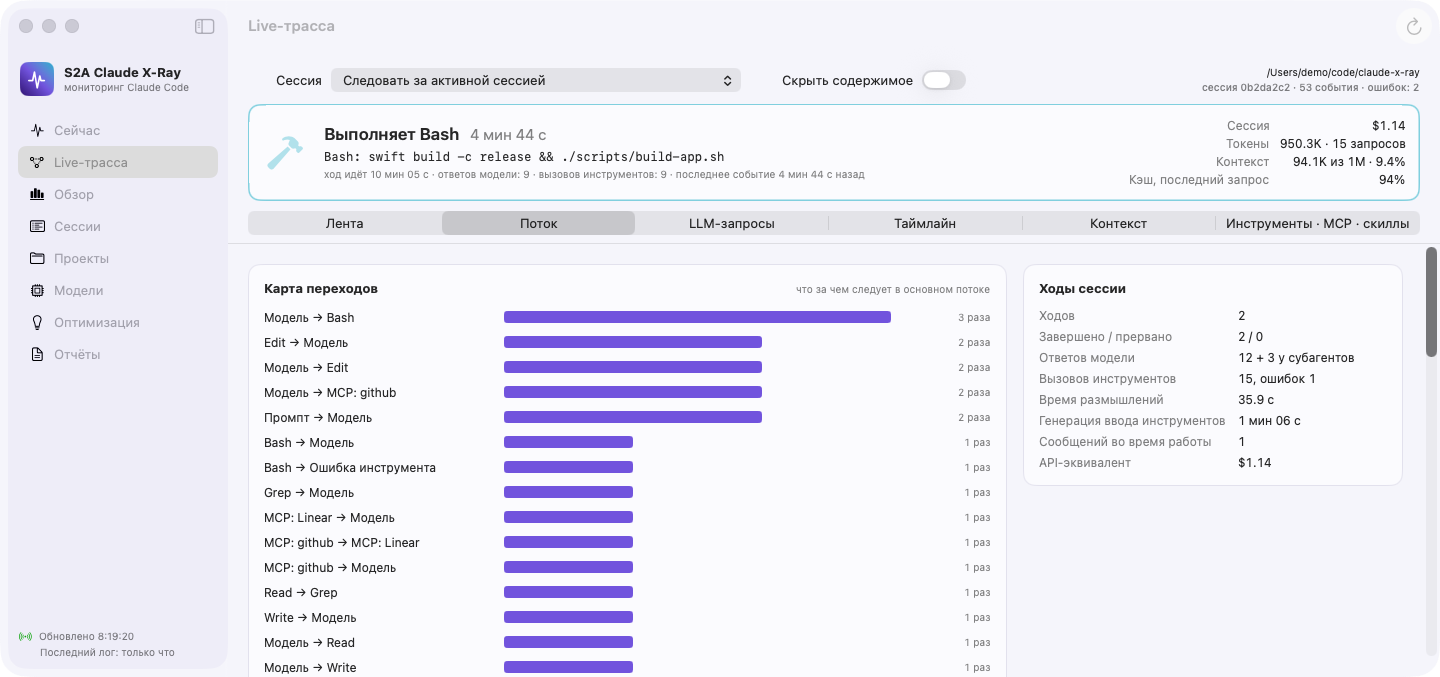 Live-трасса
S2A Claude X-Ray
мониторинг Claude Code
Сейчас
Live-трасса
Обзор
Сессии
Проекты
Модели
Оптимизация
Отчёты
Обновлено 8:19:20
Последний лог: только что
Сессия
Следовать за активной сессией
Скрыть содержимое
/Users/demo/code/claude-x-ray
сессия 0b2da2c2 · 53 события · ошибок: 2
Выполняет Bash 4 мин 44 с
Bash: swift build -c release && ./scripts/build-app.sh
ход идёт 10 мин 05 с · ответов модели: 9 · вызовов инструментов: 9 · последнее событие 4 мин 44 с назад
Сессия $1.14
Токены 950.3K · 15 запросов
Контекст 94.1K из 1M · 9.4%
Кэш, последний запрос 94%
Лента
Поток
LLM-запросы
Таймлайн
Контекст
Инструменты · MCP · скиллы
Карта переходов
что за чем следует в основном потоке
Модель → Bash 3 раза
Edit → Модель 2 раза
Модель → Edit 2 раза
Модель → MCP: github 2 раза
Промпт → Модель 2 раза
Bash → Модель 1 раз
Bash → Ошибка инструмента 1 раз
Grep → Модель 1 раз
MCP: Linear → Модель 1 раз
MCP: github → MCP: Linear 1 раз
MCP: github → Модель 1 раз
Read → Grep 1 раз
Write → Модель 1 раз
Модель → Read 1 раз
Модель → Write 1 раз
Ходы сессии
Ходов 2
Завершено / прервано 2 / 0
Ответов модели 12 + 3 у субагентов
Вызовов инструментов 15, ошибок 1
Время размышлений 35.9 с
Генерация ввода инструментов 1 мин 06 с
Сообщений во время работы 1
API-эквивалент $1.14